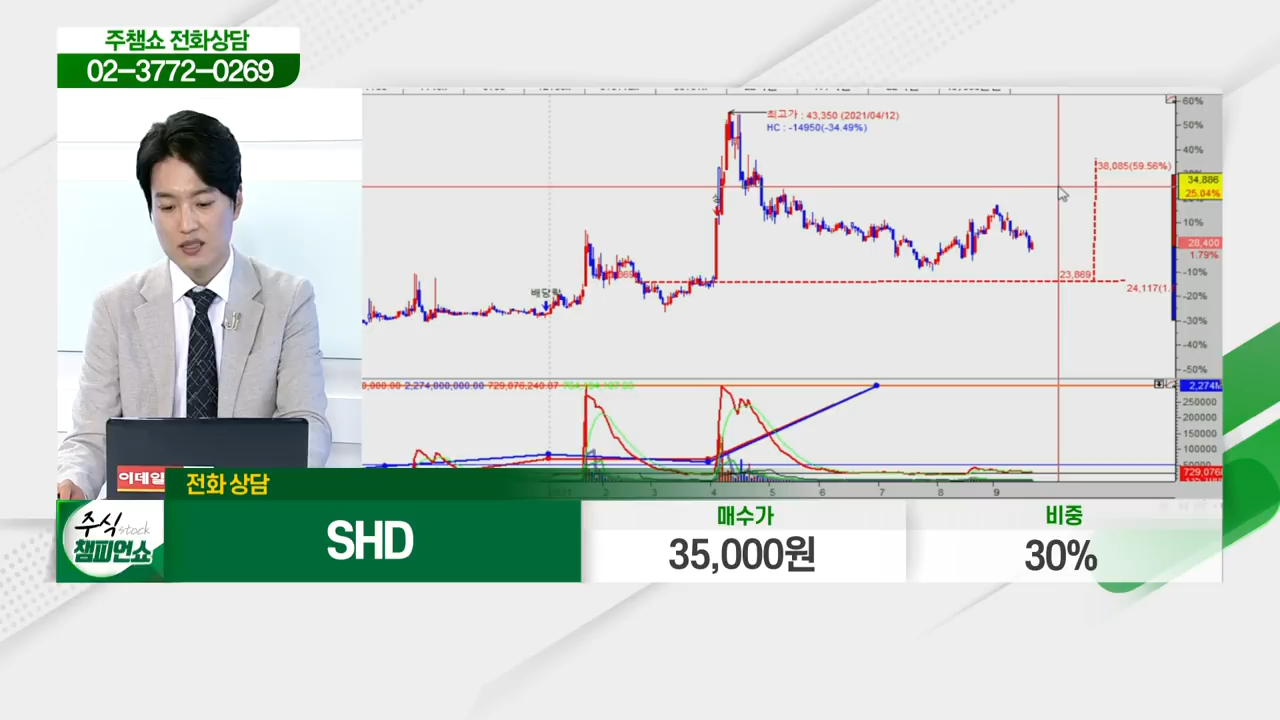 주챔쇼 전화상담
02-3772-0269
최고가 : 43,350 (2021/04/12)
HC : -14950(-34.49%)
60%
50%
40%
38,085(59.56%)
34,886
25.04%
10%
28,400
1.79%
-10%
23,869
24,117(1.
-20%
배당락
-30%
-40%
-50%
2,274,000,000.00 729,876,240.87
2,274M
250000
200000
150000
100000
50000
729,076
2 3 4 5 6 7 8 9
이데일
전화 상담
주식 stock
챔피언쇼
SHD
매수가
35,000원
비중
30%